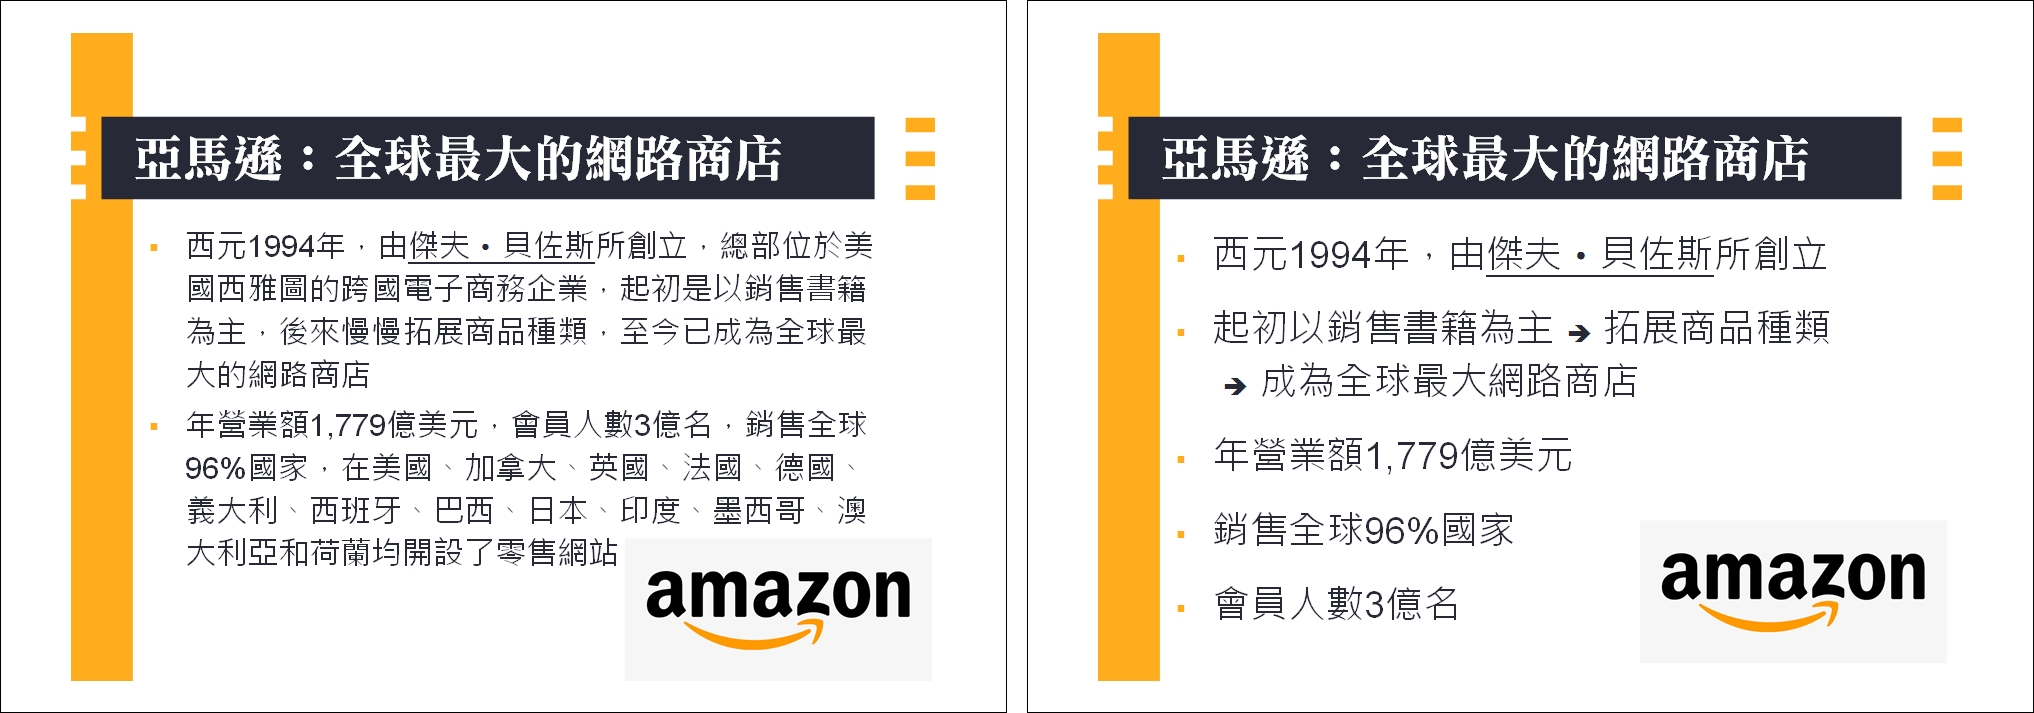 亞馬遜：全球最大的網路商店
▪ 西元1994年，由傑夫•貝佐斯所創立，總部位於美
國西雅圖的跨國電子商務企業，起初是以銷售書籍
為主，後來慢慢拓展商品種類，至今已成為全球最
大的網路商店
▪ 年營業額1,779億美元，會員人數3億名，銷售全球
96%國家，在美國、加拿大、英國、法國、德國、
義大利、西班牙、巴西、日本、印度、墨西哥、澳
大利亞和荷蘭均開設了零售網站
amazon
亞馬遜：全球最大的網路商店
▪ 西元1994年，由傑夫•貝佐斯所創立
▪ 起初以銷售書籍為主 ➔ 拓展商品種類
➔ 成為全球最大網路商店
▪ 年營業額1,779億美元
▪ 銷售全球96%國家
▪ 會員人數3億名
amazon